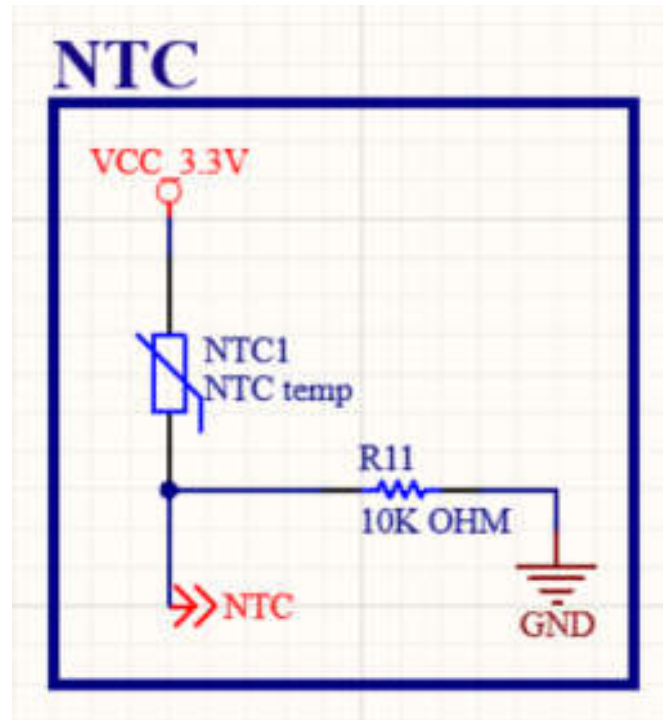 NTC
VCC_3.3V
NTC1
NTC temp
R11
10K OHM
NTC
GND